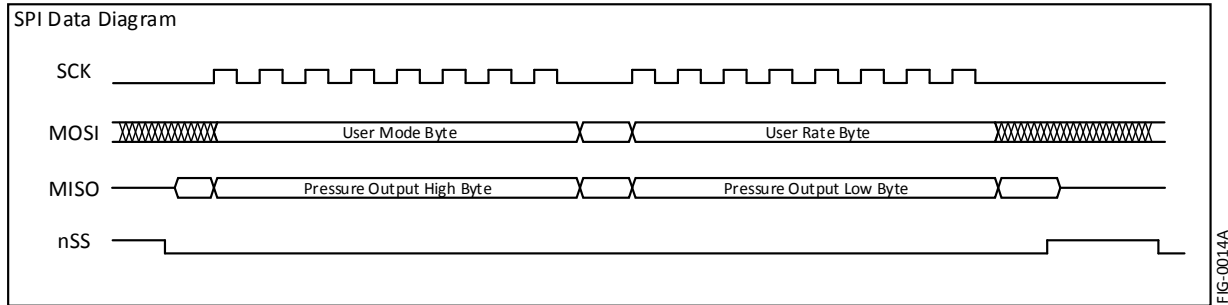 SPI Data Diagram
SCK
MOSI
User Mode Byte
User Rate Byte
MISO
Pressure Output High Byte
Pressure Output Low Byte
nSS
FIG-0014A